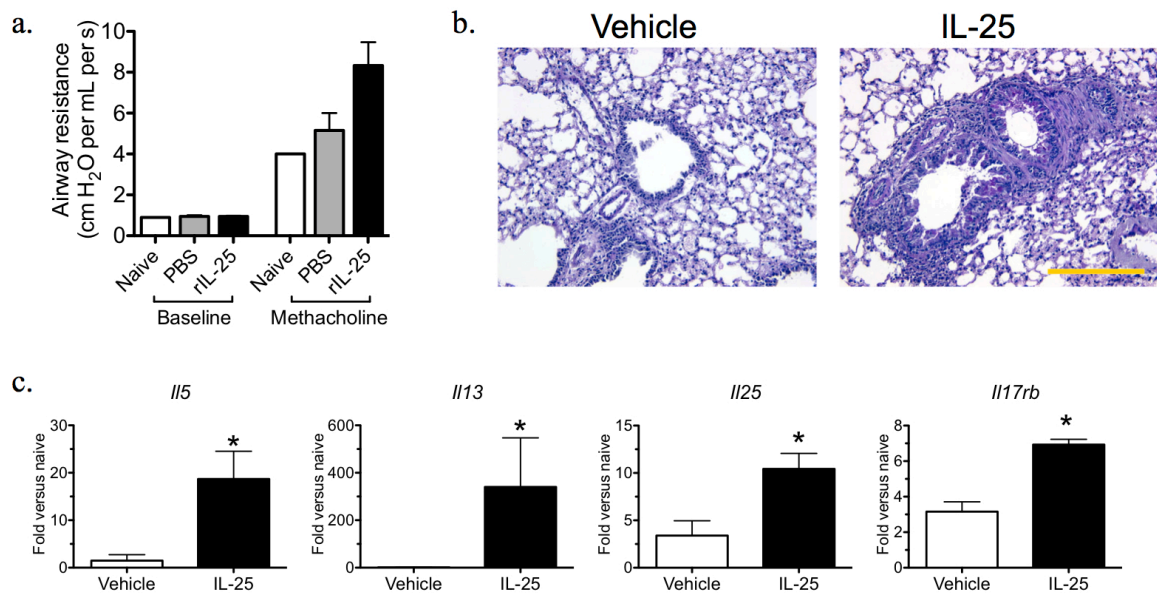 a.
Airway resistance
(cm H₂O per mL per s)
10
8
6
4
2
0
Naive
PBS
rIL-25
Naive
PBS
rIL-25
Baseline
Methacholine
b.
Vehicle
IL-25
c.
Il5
Fold versus naive
30
20
10
0
*
Vehicle
IL-25
Il13
Fold versus naive
600
400
200
0
*
Vehicle
IL-25
Il25
Fold versus naive
15
10
5
0
*
Vehicle
IL-25
Il17rb
Fold versus naive
8
6
4
2
0
*
Vehicle
IL-25